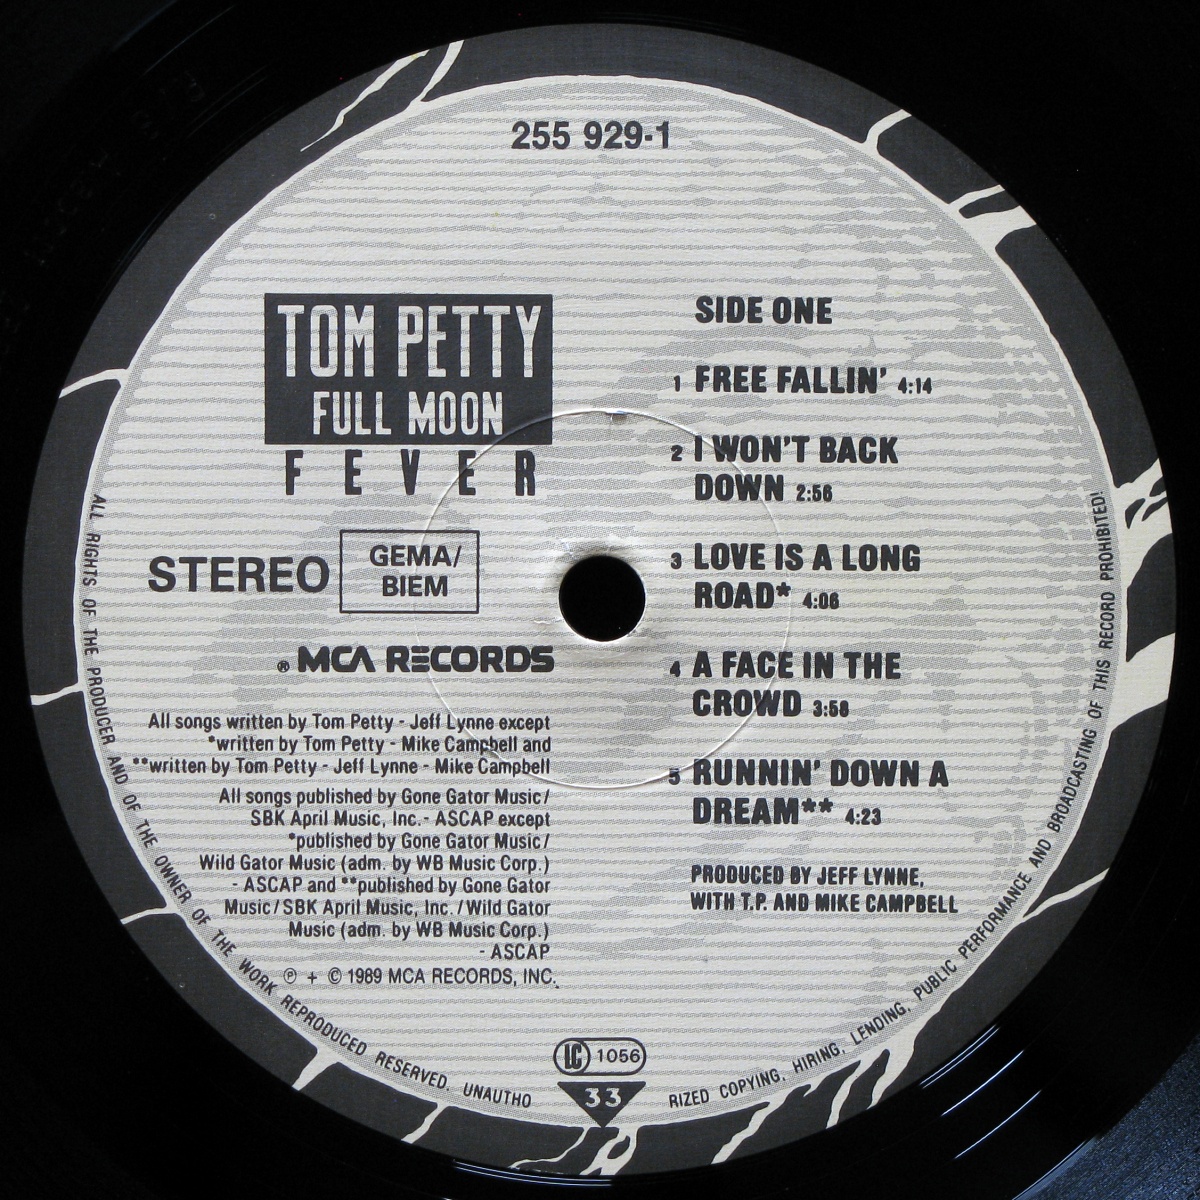 255 929-1
TOM PETTY
FULL MOON
FEVER
STEREO
GEMA/
BIEM
® MCA RECORDS
All songs written by Tom Petty - Jeff Lynne except
*written by Tom Petty - Mike Campbell and
**written by Tom Petty - Jeff Lynne - Mike Campbell
All songs published by Gone Gator Music/
SBK April Music, Inc.- ASCAP except
*published by Gone Gator Music/
Wild Gator Music (adm. by WB Music Corp.)
- ASCAP and **published by Gone Gator
Music/SBK April Music, Inc. /Wild Gator
Music (adm. by WB Music Corp.)
- ASCAP
℗ + © 1989 MCA RECORDS, INC.
SIDE ONE
1 FREE FALLIN' 4:14
2 I WON'T BACK
DOWN 2:56
3 LOVE IS A LONG
ROAD* 4:06
4 A FACE IN THE
CROWD 3:58
5 RUNNIN' DOWN A
DREAM** 4:23
PRODUCED BY JEFF LYNNE,
WITH T.P. AND MIKE CAMPBELL
LC 1056
33
ALL RIGHTS OF THE PRODUCER AND OF THE OWNER OF THE WORK REPRODUCED RESERVED. UNAUTHO
RIZED COPYING, HIRING, LENDING, PUBLIC PERFORMANCE AND BROADCASTING OF THIS RECORD PROHIBITED!